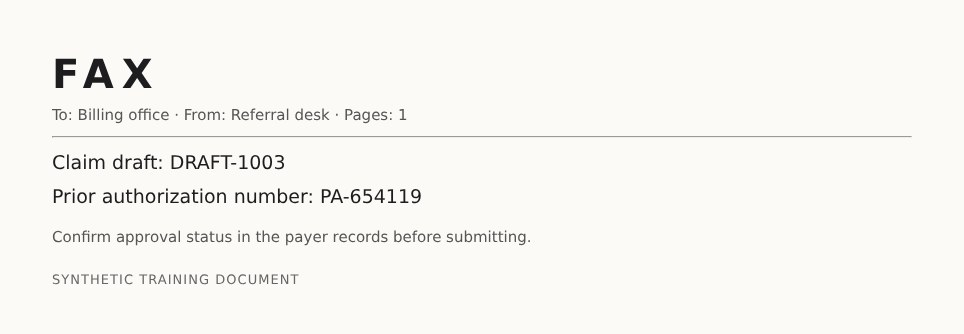 FAX
To: Billing office · From: Referral desk · Pages: 1
Claim draft: DRAFT-1003
Prior authorization number: PA-654119
Confirm approval status in the payer records before submitting.
SYNTHETIC TRAINING DOCUMENT